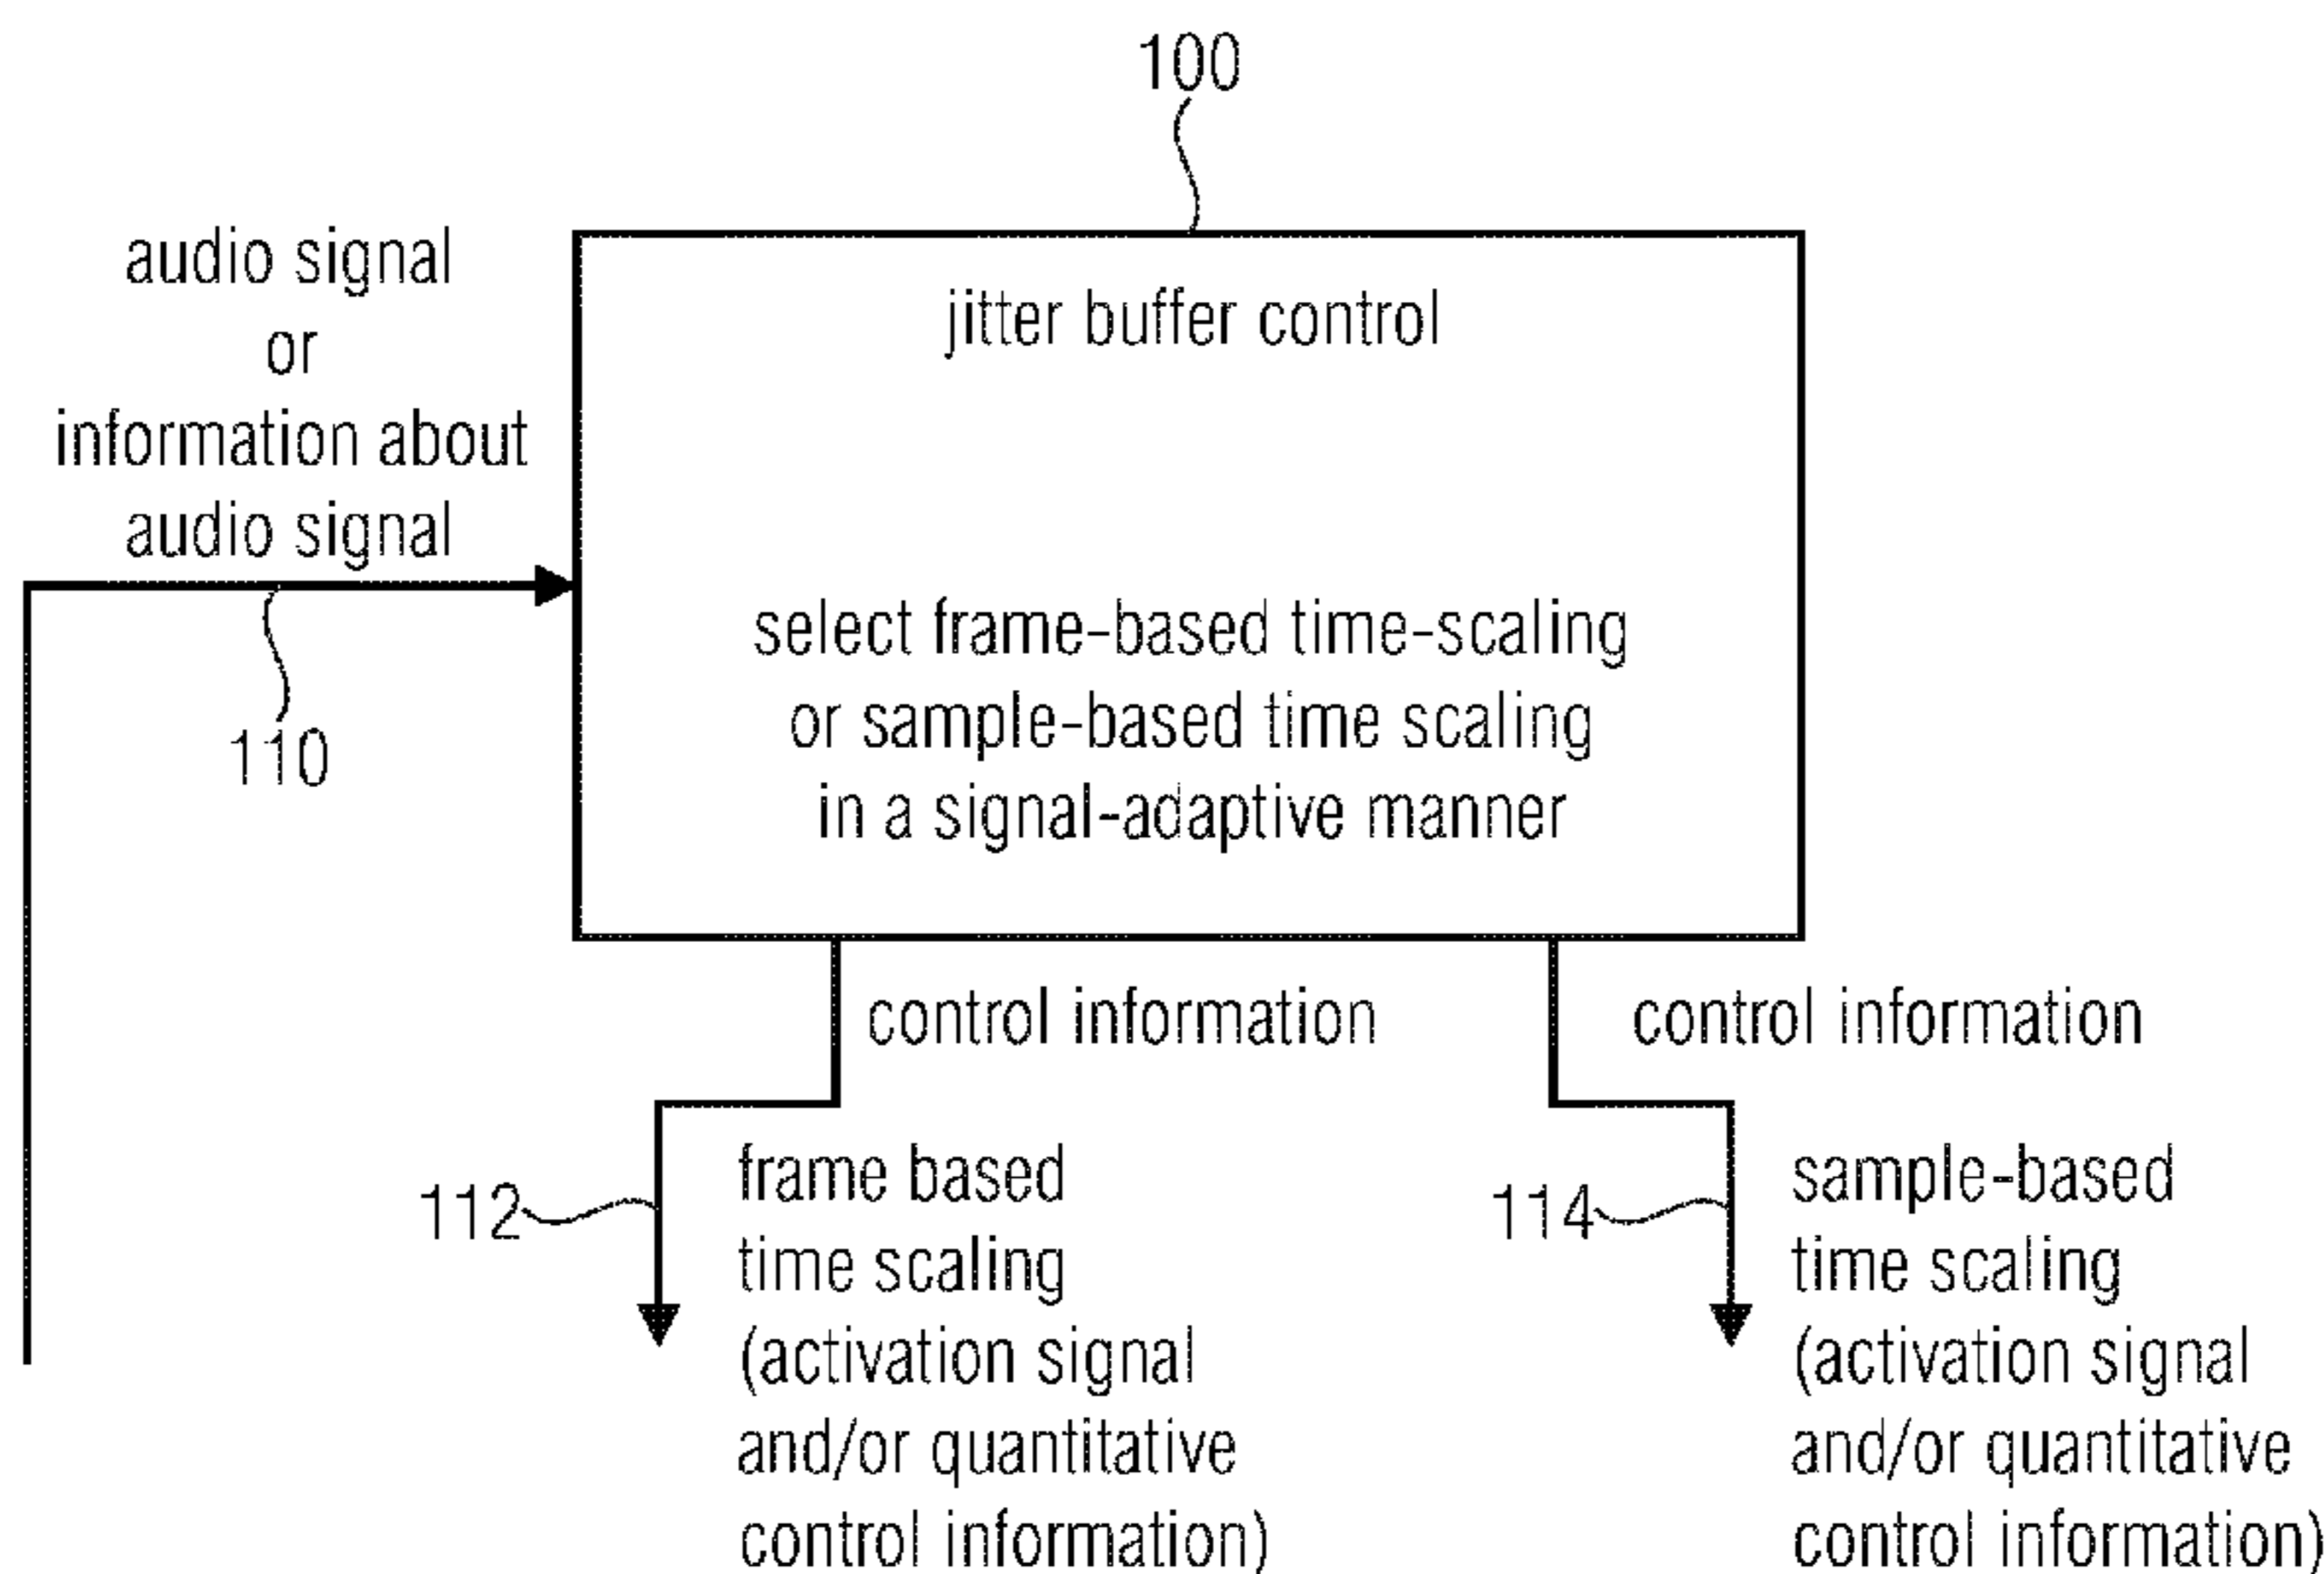 100
audio signal
or
information about
audio signal
110
jitter buffer control
select frame-based time-scaling
or sample-based time scaling
in a signal-adaptive manner
control information
112
frame based
time scaling
(activation signal
and/or quantitative
control information)
control information
114
sample-based
time scaling
(activation signal
and/or quantitative
control information)